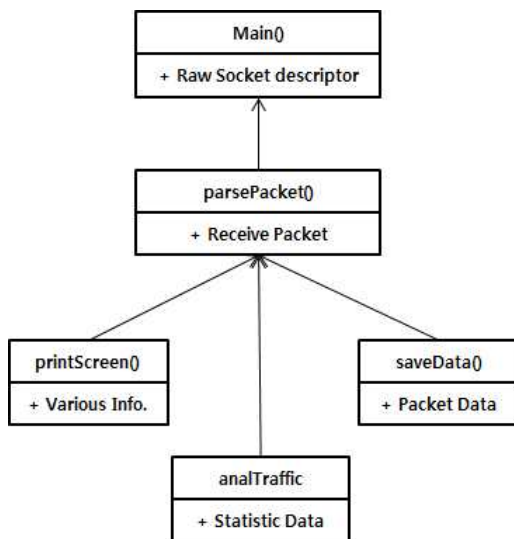 Main()
+ Raw Socket descriptor
parsePacket()
+ Receive Packet
printScreen()
+ Various Info.
saveData()
+ Packet Data
analTraffic
+ Statistic Data